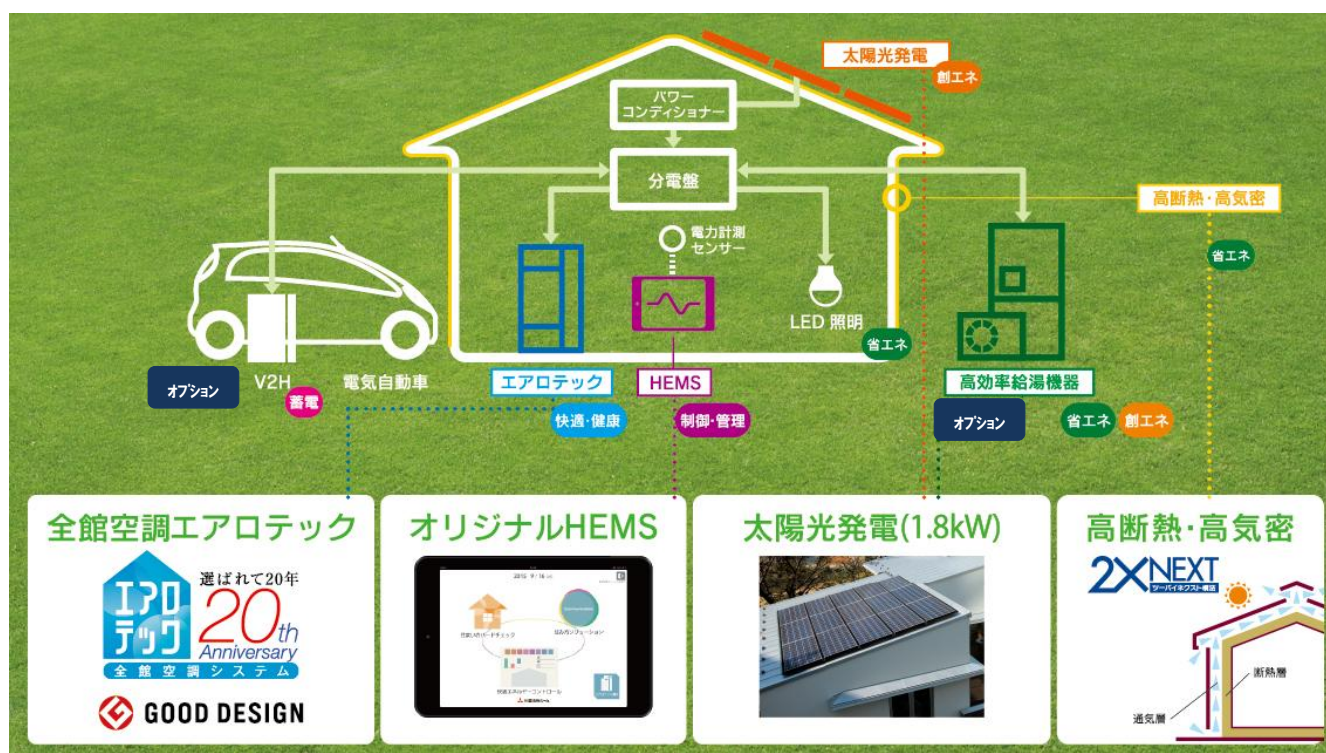 太陽光発電
創エネ
パワー
コンディショナー
分電盤
高断熱・高気密
電力計測
センサー
省エネ
LED 照明
省エネ
オプション
V2H
電気自動車
エアロテック
HEMS
高効率給湯機器
蓄電
快適・健康
制御・管理
オプション
省エネ
創エネ
全館空調エアロテック
エアロ
テック
選ばれて20年
20th
Anniversary
全館空調システム
GOOD DESIGN
オリジナルHEMS
太陽光発電(1.8kW)
高断熱・高気密
2×NEXT
ツーバイネクスト構法
断熱層
通気層